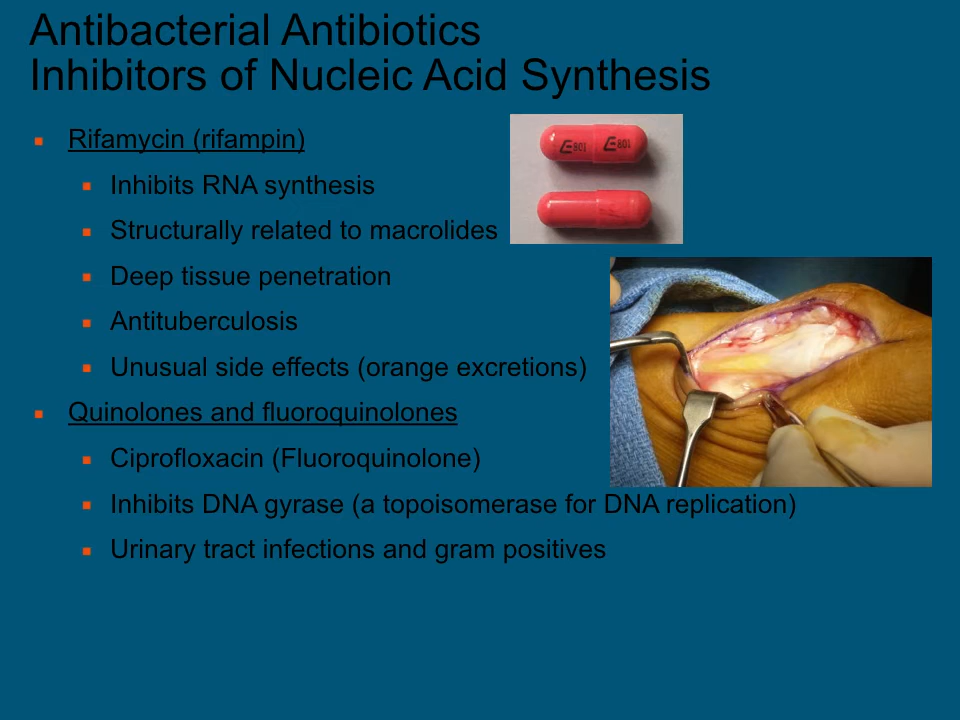 Antibacterial Antibiotics
Inhibitors of Nucleic Acid Synthesis
Rifamycin (rifampin)
Inhibits RNA synthesis
Structurally related to macrolides
Deep tissue penetration
Antituberculosis
Unusual side effects (orange excretions)
Quinolones and fluoroquinolones
Ciprofloxacin (Fluoroquinolone)
Inhibits DNA gyrase (a topoisomerase for DNA replication)
Urinary tract infections and gram positives
E801 E801